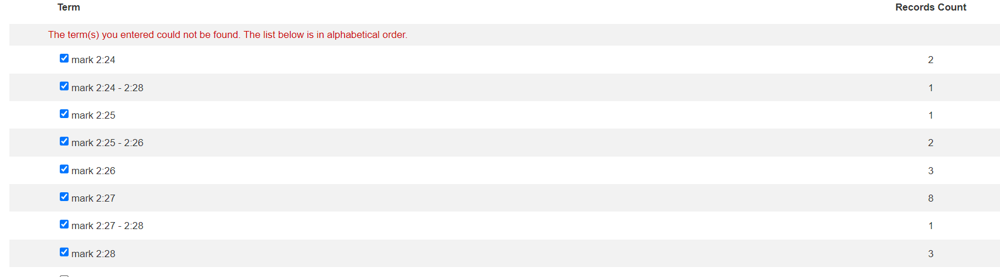 Term Records Count
The term(s) you entered could not be found. The list below is in alphabetical order.
mark 2:24 2
mark 2:24 - 2:28 1
mark 2:25 1
mark 2:25 - 2:26 2
mark 2:26 3
mark 2:27 8
mark 2:27 - 2:28 1
mark 2:28 3